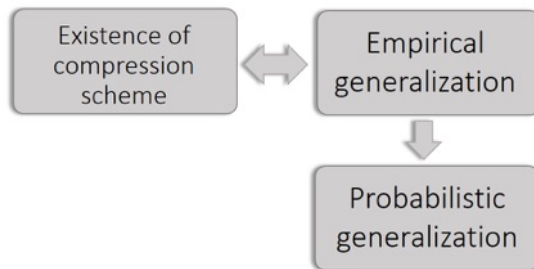 Existence of
compression
scheme
Empirical
generalization
Probabilistic
generalization